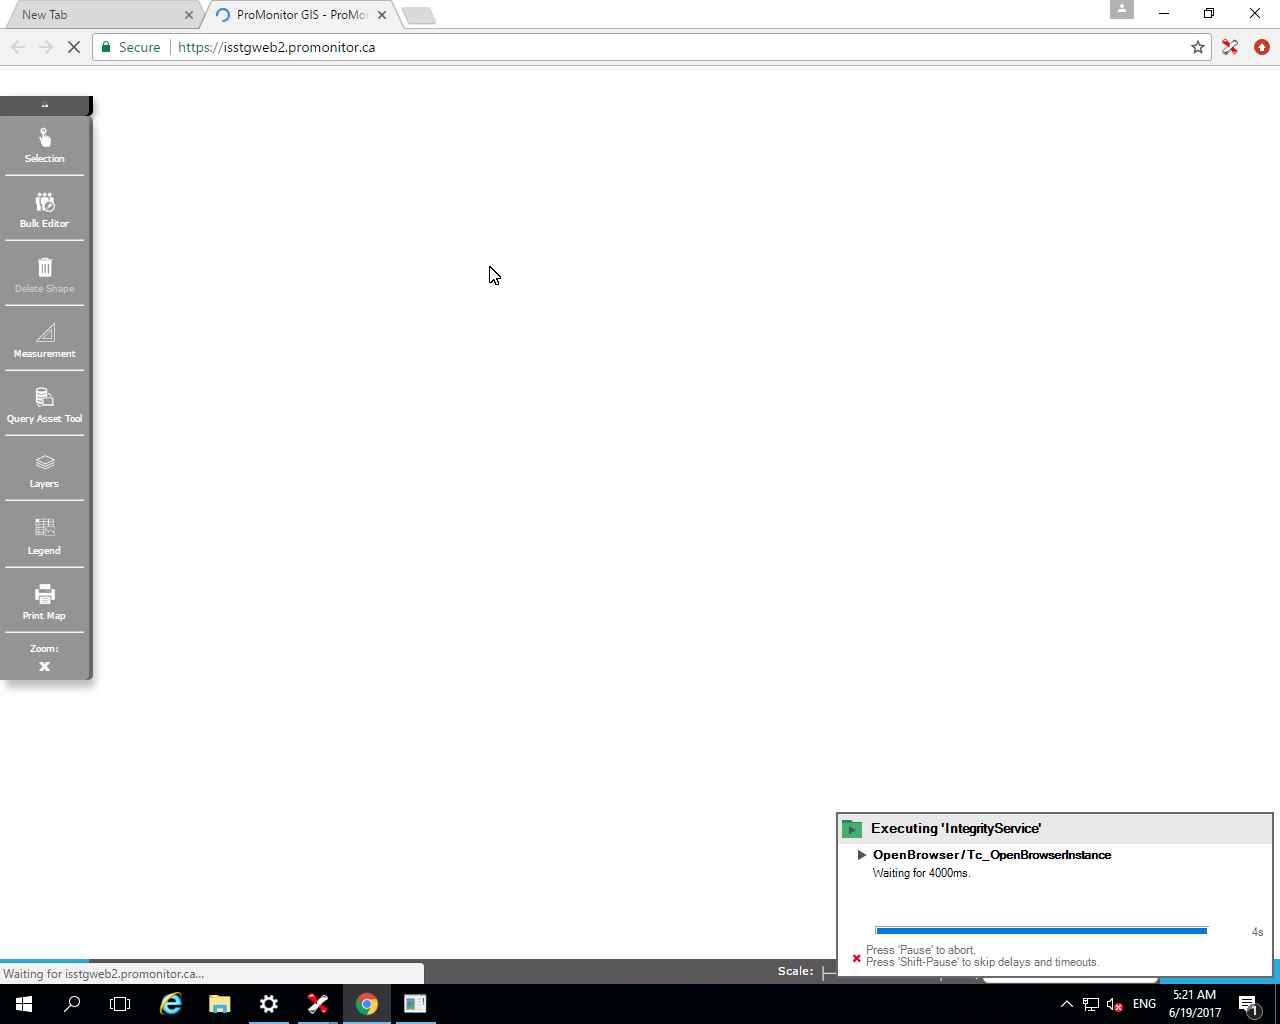 New Tab
ProMonitor GIS - ProMo
Secure
https://isstgweb2.promonitor.ca
Selection
Bulk Editor
Delete Shape
Measurement
Query Asset Tool
Layers
Legend
Print Map
Zoom:
Executing 'IntegrityService'
OpenBrowser/Tc_OpenBrowserInstance
Waiting for 4000ms.
4s
Press 'Pause' to abort.
Press 'Shift-Pause' to skip delays and timeouts.
Waiting for isstgweb2.promonitor.ca...
Scale:
ENG
5:21 AM
6/19/2017
1